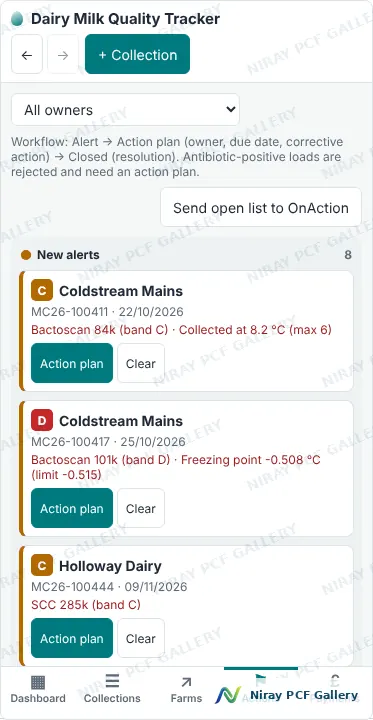 Dairy Milk Quality Tracker
← → + Collection
All owners
Workflow: Alert → Action plan (owner, due date, corrective
action) → Closed (resolution). Antibiotic-positive loads are
rejected and need an action plan.
Send open list to OnAction
New alerts 8
C Coldstream Mains
MC26-100411 · 22/10/2026
Bactoscan 84k (band C) · Collected at 8.2 °C (max 6)
Action plan Clear
D Coldstream Mains
MC26-100417 · 25/10/2026
Bactoscan 101k (band D) · Freezing point -0.508 °C
(limit -0.515)
Action plan Clear
C Holloway Dairy
MC26-100444 · 09/11/2026
SCC 285k (band C)
Action plan Clear
Dashboard Collections Farms
Niray PCF Gallery
NIRAY PCF GALLERY